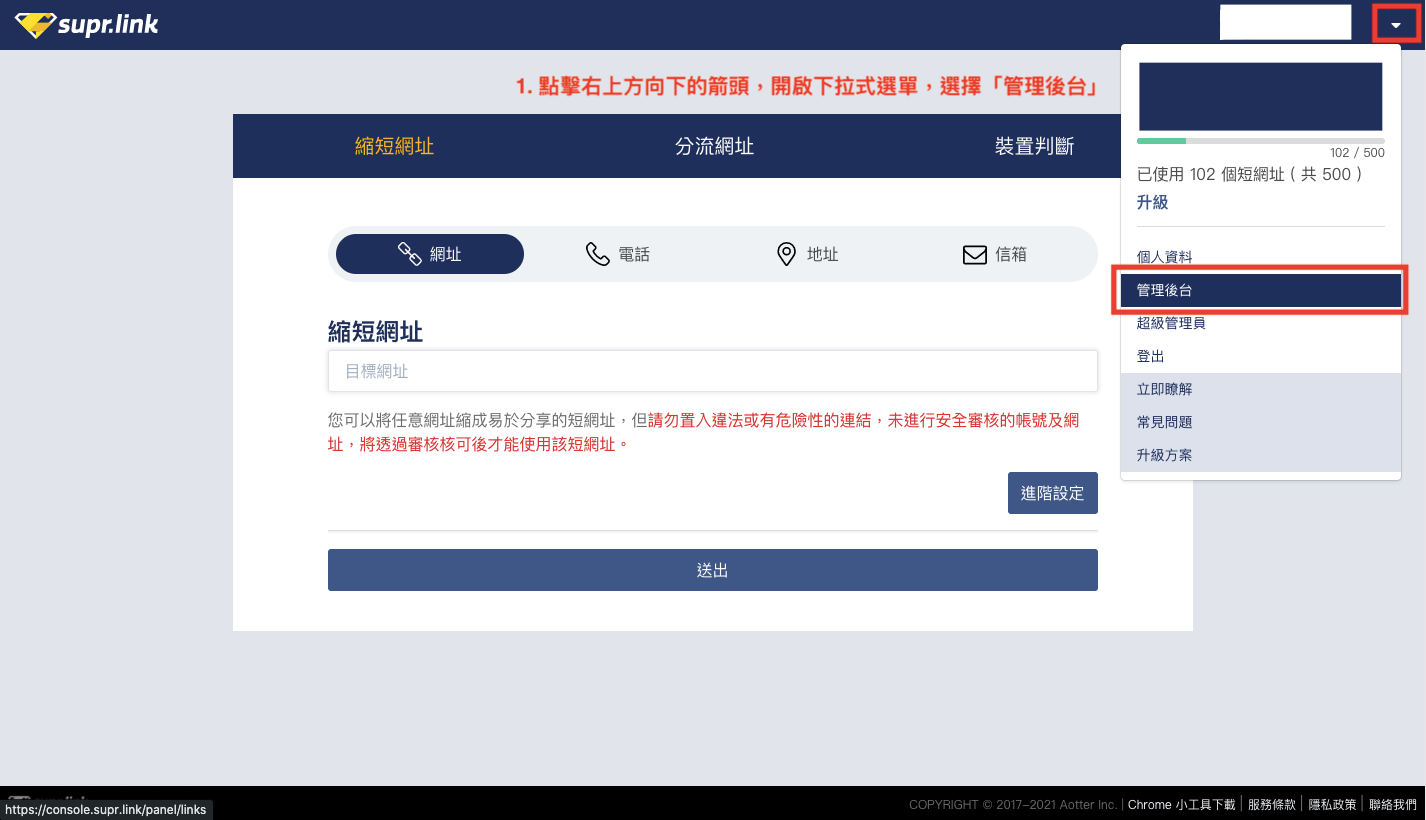 supr.link
1. 點擊右上方向下的箭頭，開啟下拉式選單，選擇「管理後台」
縮短網址
分流網址
裝置判斷
102 / 500
已使用 102 個短網址 ( 共 500 )
升級
個人資料
管理後台
超級管理員
登出
立即瞭解
常見問題
升級方案
網址
電話
地址
信箱
縮短網址
目標網址
您可以將任意網址縮成易於分享的短網址，但請勿置入違法或有危險性的連結，未進行安全審核的帳號及網
址，將透過審核核可後才能使用該短網址。
進階設定
送出
https://console.supr.link/panel/links
COPYRIGHT © 2017-2021 Aotter Inc. | Chrome 小工具下載 | 服務條款 | 隱私政策 | 聯絡我們